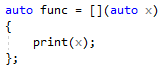 auto func = [](auto x)
{
    print(x);
};